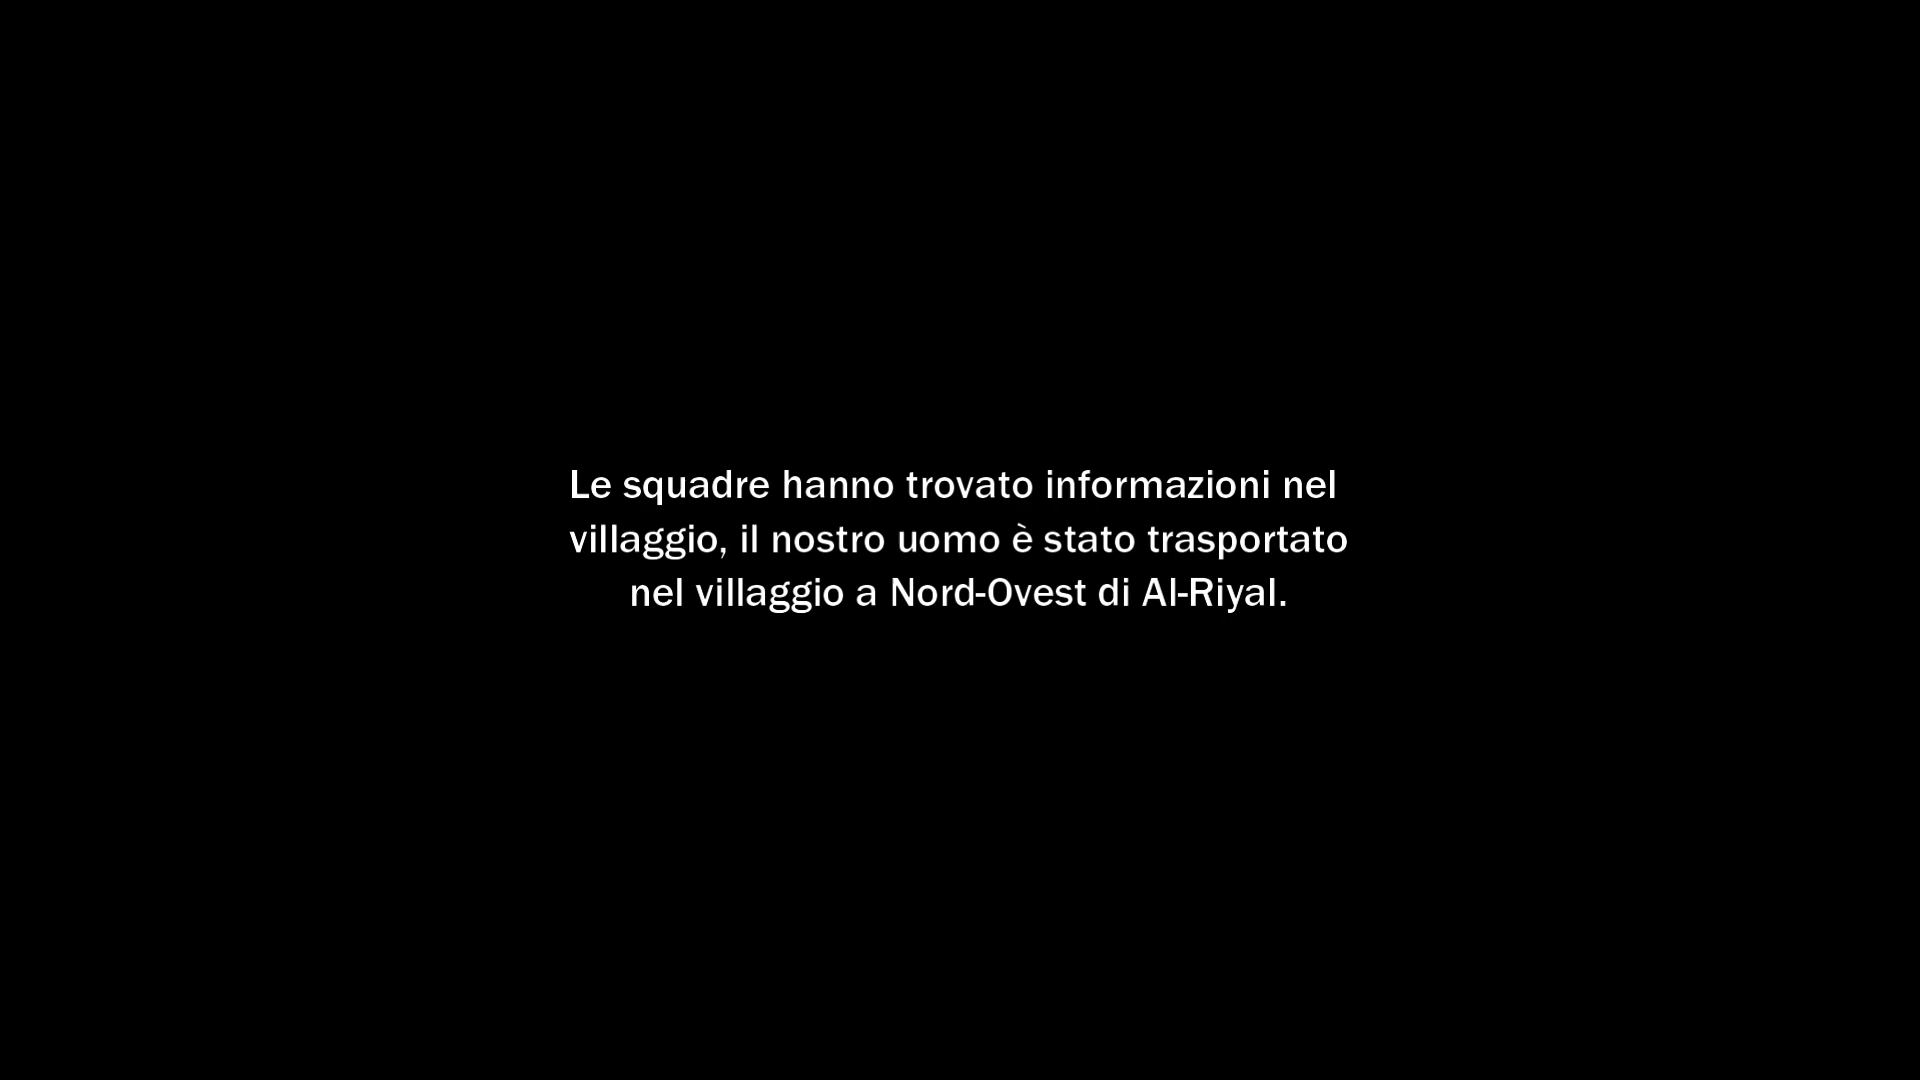 Le squadre hanno trovato informazioni nel
villaggio, il nostro uomo è stato trasportato
nel villaggio a Nord-Ovest di Al-Riyal.